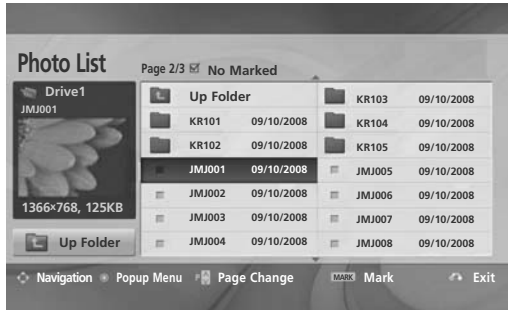 Photo List
Page 2/3 No Marked
Drive1
JMJ001
1366×768, 125KB
Up Folder
Up Folder
KR101 09/10/2008
KR102 09/10/2008
JMJ001 09/10/2008
JMJ002 09/10/2008
JMJ003 09/10/2008
JMJ004 09/10/2008
KR103 09/10/2008
KR104 09/10/2008
KR105 09/10/2008
JMJ005 09/10/2008
JMJ006 09/10/2008
JMJ007 09/10/2008
JMJ008 09/10/2008
Navigation Popup Menu P Page Change MARK Mark Exit